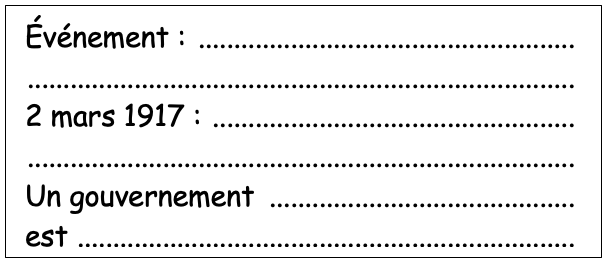 Événement : ......................................................
...............................................................................
2 mars 1917 : ....................................................
...............................................................................
Un gouvernement ............................................
est ........................................................................